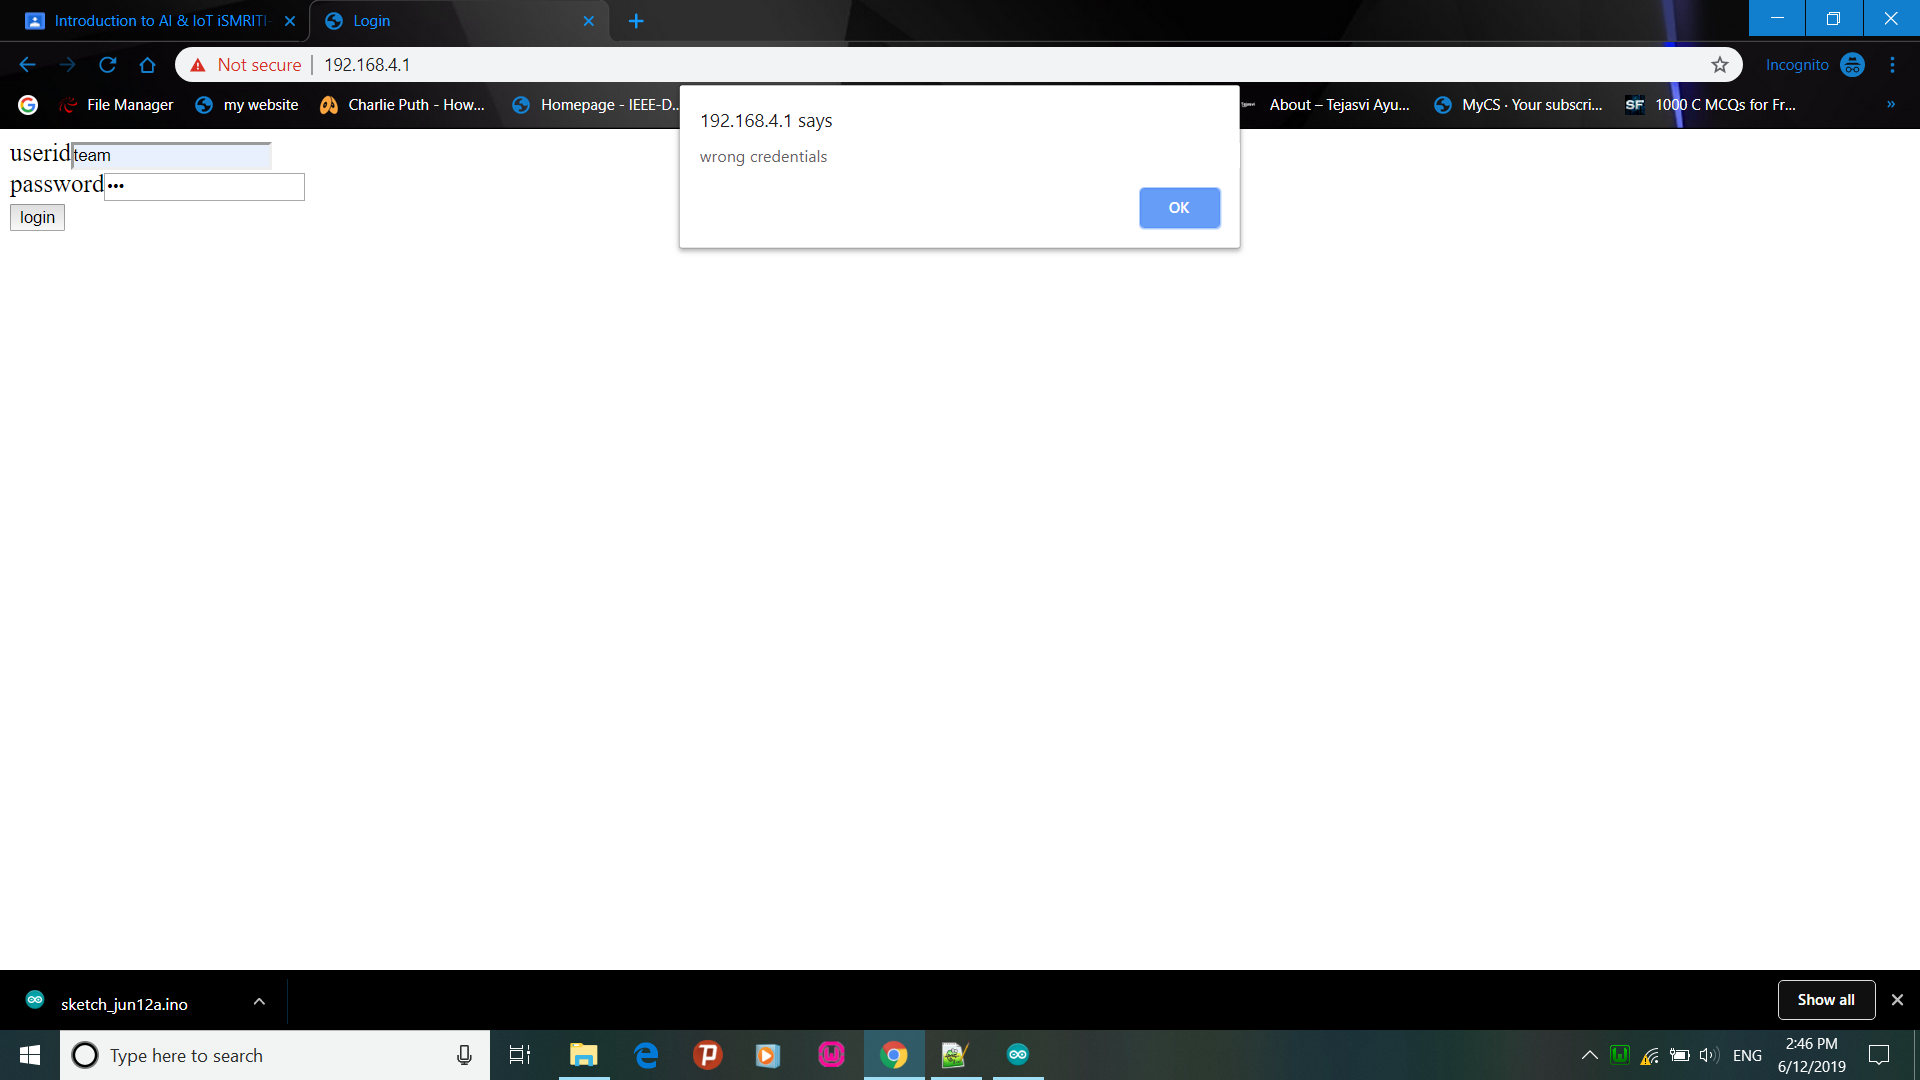 Introduction to AI & IoT iSMRITI
Login
Not secure
192.168.4.1
Incognito
File Manager
my website
Charlie Puth - How...
Homepage - IEEE-D...
About – Tejasvi Ayu...
MyCS · Your subscri...
SF
1000 C MCQs for Fr...
»
192.168.4.1 says
wrong credentials
OK
userid team
password •••
login
sketch_jun12a.ino
Show all
Type here to search
ENG
2:46 PM
6/12/2019